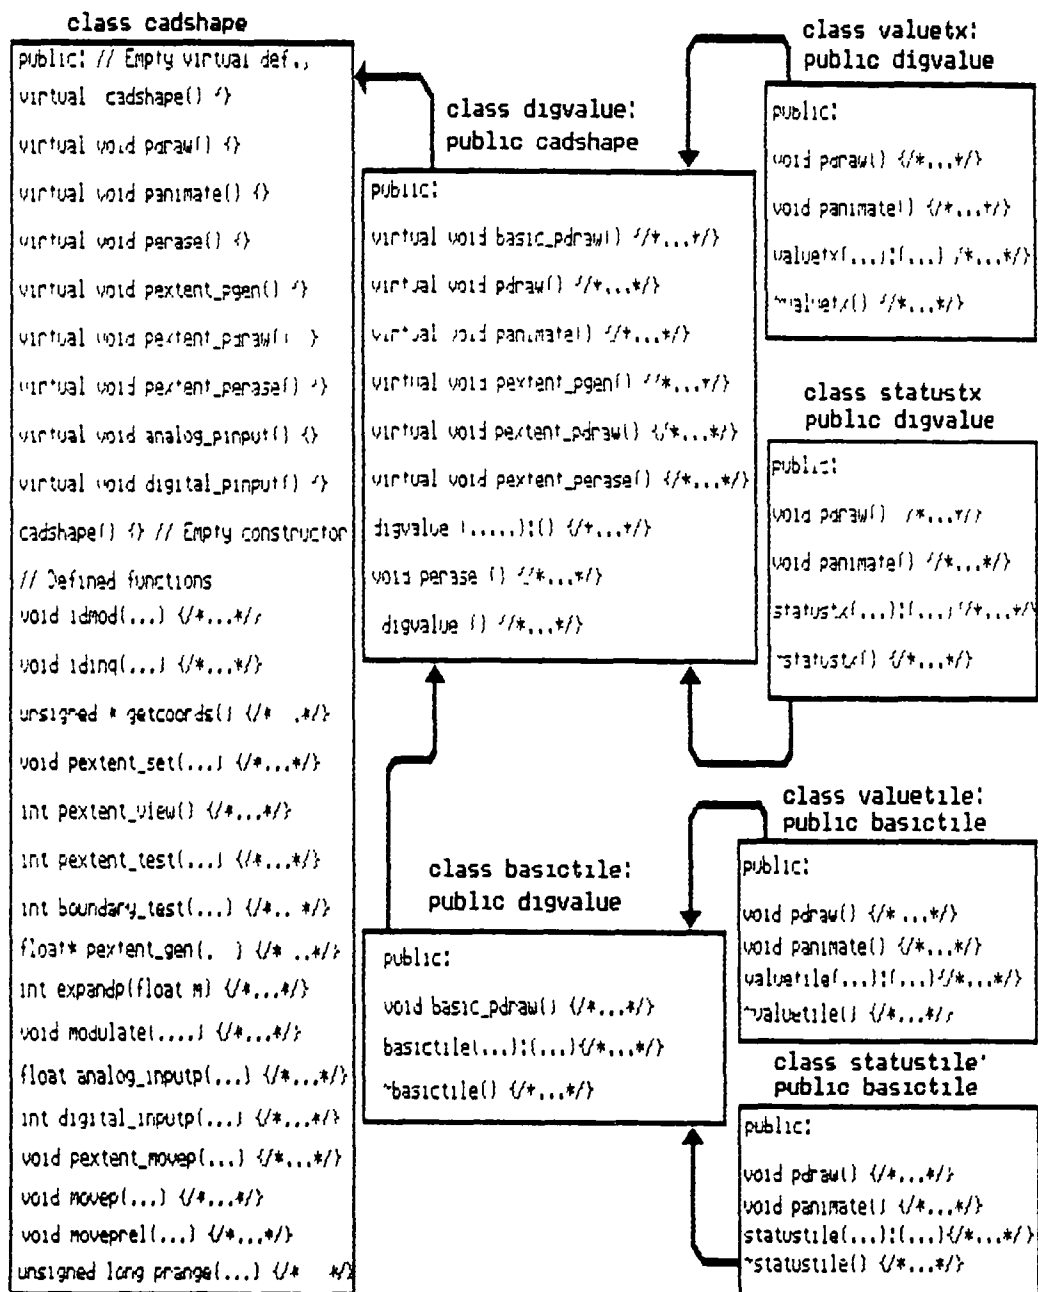 class cadshape
public: // Empty virtual def.,
virtual cadshape() {}
virtual void pdraw() {}
virtual void panimate() {}
virtual void perase() {}
virtual void pextent_pgen() {}
virtual void pextent_pdraw( }
virtual void pextent_perase() {}
virtual void analog_pinput() {}
virtual void digital_pinput() {}
cadshape() {} // Empty constructor
// Defined functions
void idmod(...) {/*...*/}
void idinq(...) {/*...*/}
unsigned * getcoords() {/* .*/}
void pextent_set(...) {/*...*/}
int pextent_view() {/*...*/}
int pextent_test(...) {/*...*/}
int boundary_test(...) {/*.. */}
float* pextent_gen(. ) {/* ..*/}
int expandp(float m) {/*...*/}
void modulate(....) {/*...*/}
float analog_inputp(...) {/*...*/}
int digital_inputp(...) {/*...*/}
void pextent_movep(...) {/*...*/}
void movep(...) {/*...*/}
void moveprel(...) {/*...*/}
unsigned long prange(...) {/* */}
class digvalue:
public cadshape
public:
virtual void basic_pdraw() {/*...*/}
virtual void pdraw() {/*...*/}
virtual void panimate() {/*...*/}
virtual void pextent_pgen() {/*...*/}
virtual void pextent_pdraw() {/*...*/}
virtual void pextent_perase() {/*...*/}
digvalue (.....):() {/*...*/}
void perase () {/*...*/}
digvalue () {/*...*/}
class valuetx:
public digvalue
public:
void pdraw() {/*...*/}
void panimate() {/*...*/}
valuetx(...):(...) /*...*/}
~valuetx() {/*...*/}
class statustx
public digvalue
public:
void pdraw() /*...*/}
void panimate() {/*...*/}
statustx(...):(...){/*...*/}
~statustx() {/*...*/}
class basictile:
public digvalue
public:
void basic_pdraw() {/*...*/}
basictile(...):(...){/*...*/}
~basictile() {/*...*/}
class valuetile:
public basictile
public:
void pdraw() {/* ...*/}
void panimate() {/*...*/}
valuetile(...):(...){/*...*/}
~valuetile() {/*...*/}
class statustile:
public basictile
public:
void pdraw() {/*...*/}
void panimate() {/*...*/}
statustile(...):(...){/*...*/}
~statustile() {/*...*/}